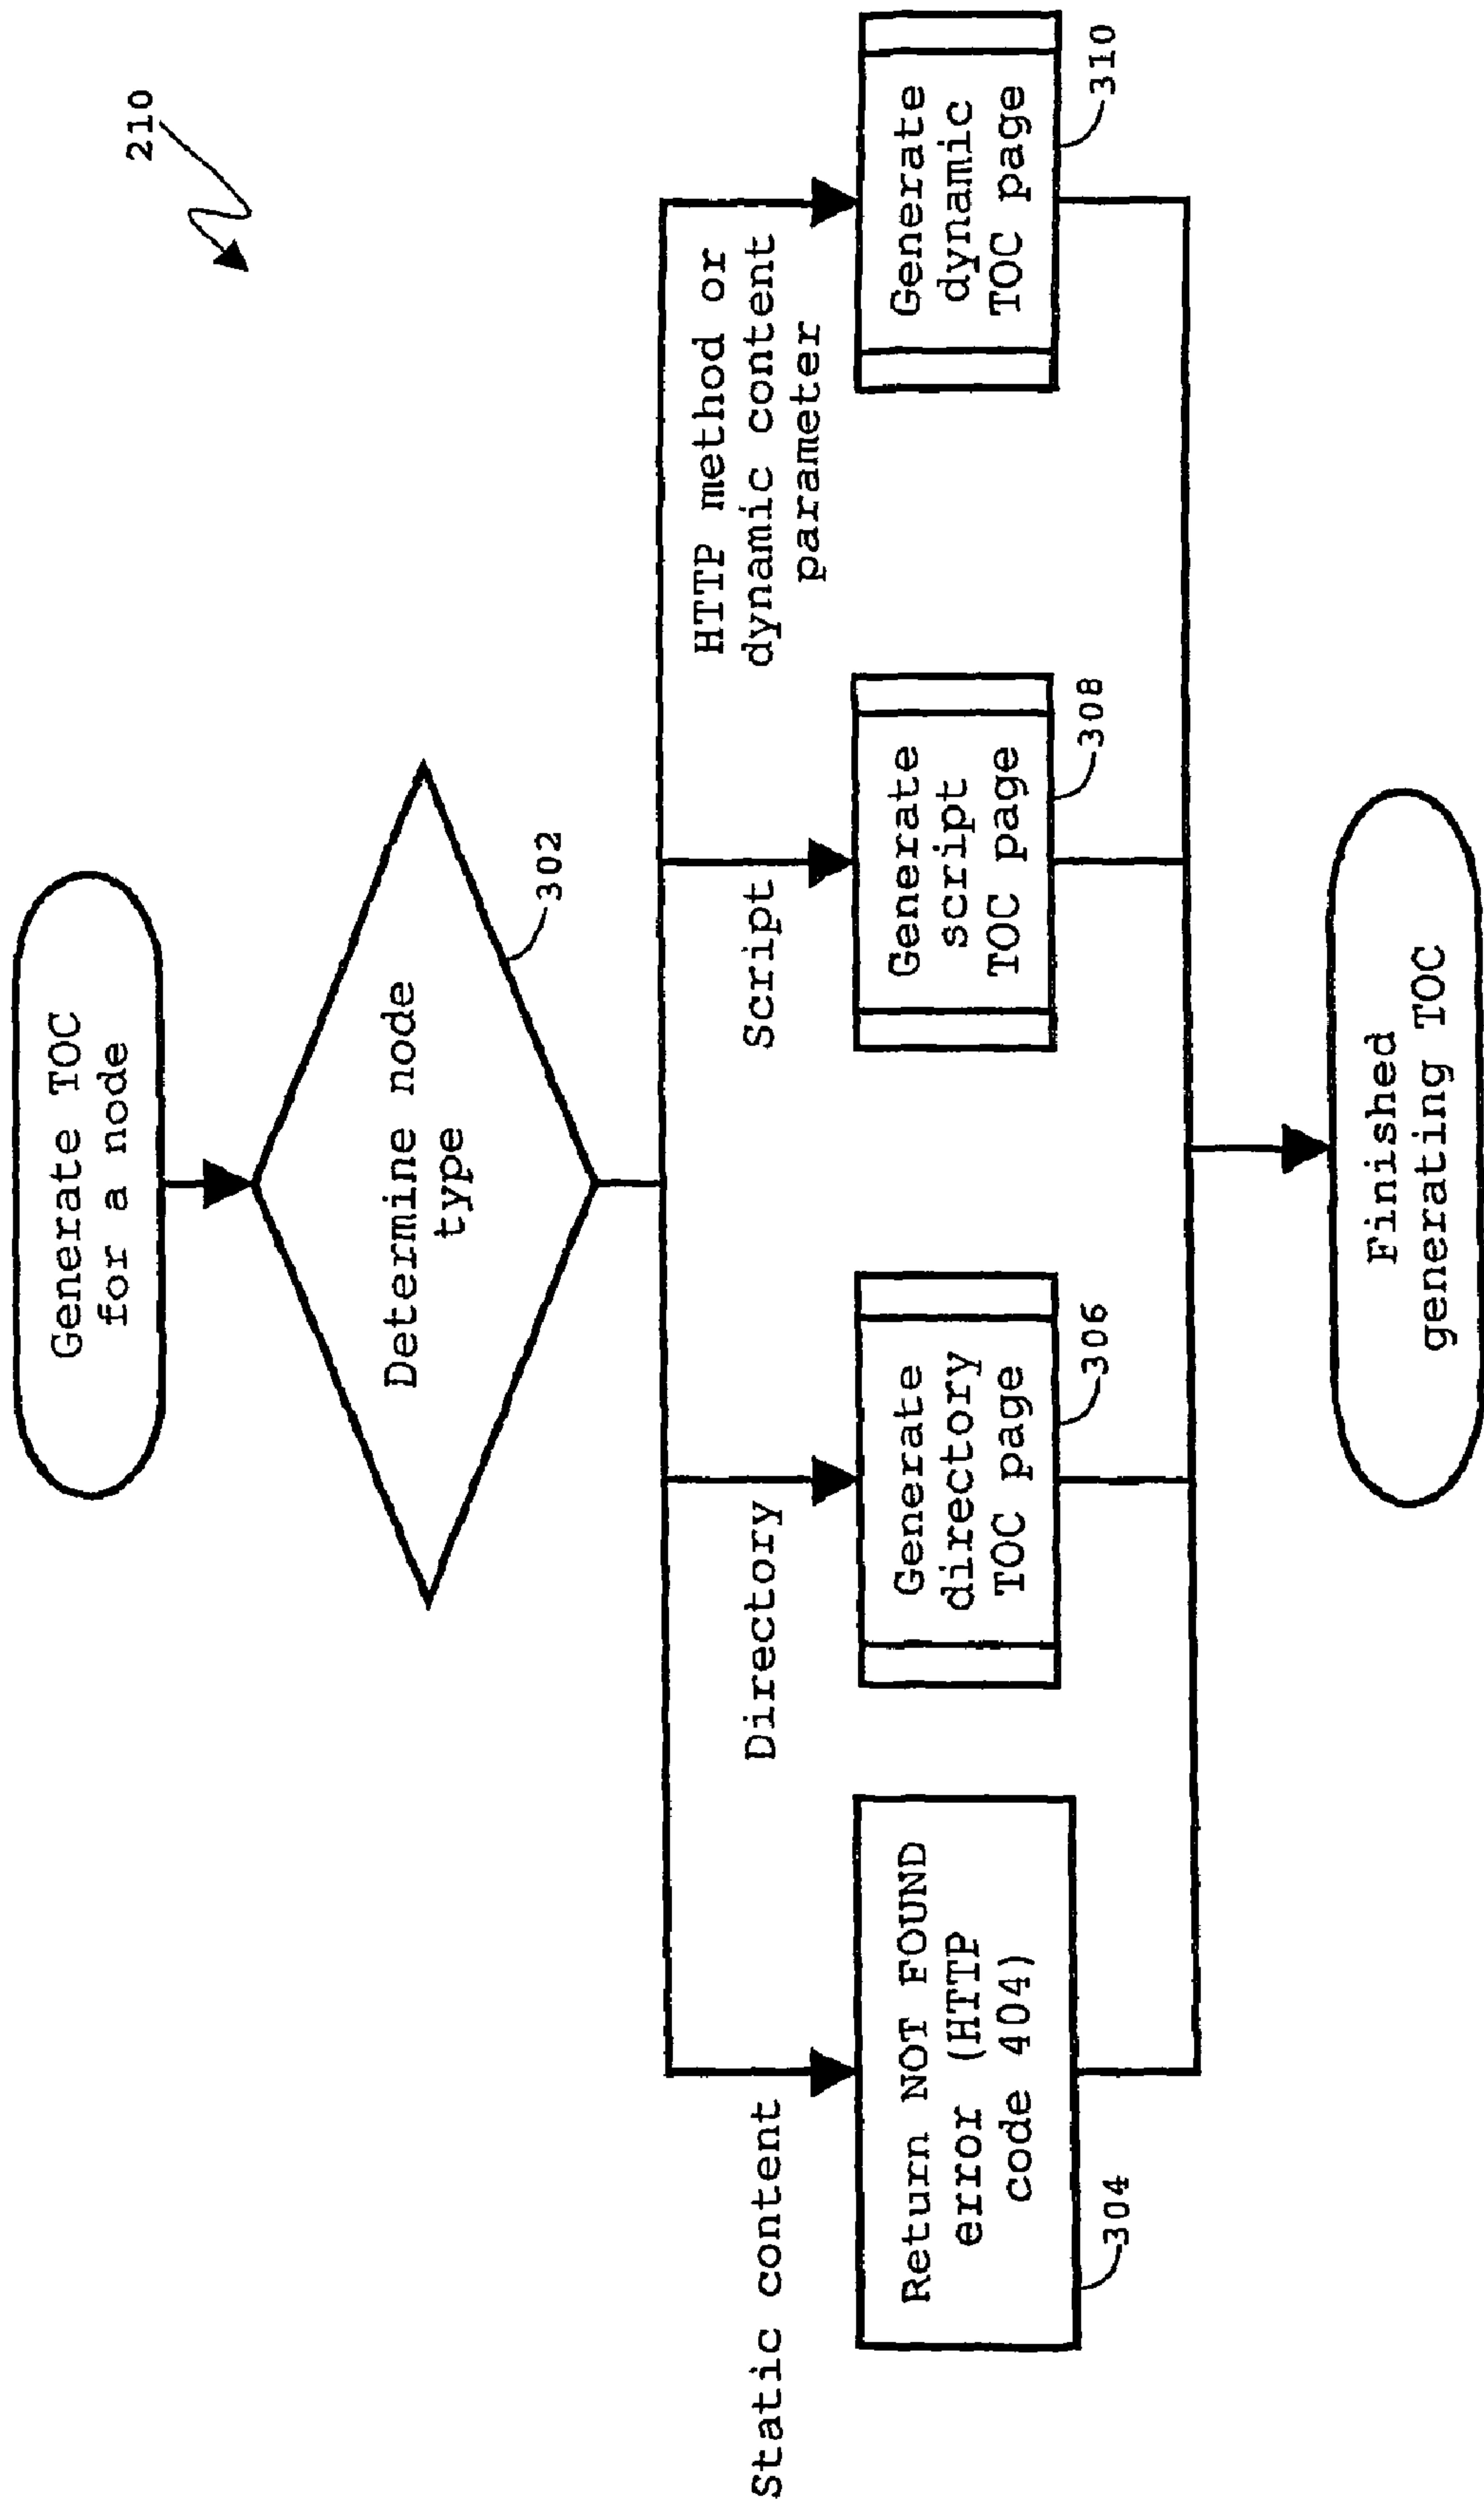 210
Generate TOC
for a node
Determine node
type
302
Static content
Directory
Script
HTTP method or
dynamic content
parameter
Return NOT FOUND
error (HTTP
code 404)
304
Generate
directory
TOC page
306
Generate
script
TOC page
308
Generate
dynamic
TOC page
310
Finished
generating TOC